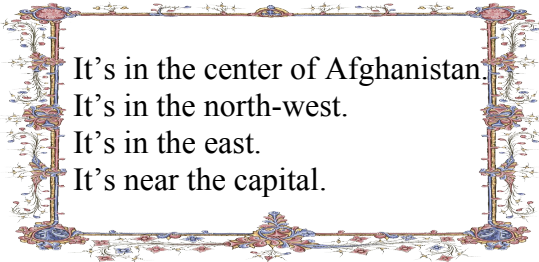 It’s in the center of Afghanistan.
It’s in the north-west.
It’s in the east.
It’s near the capital.